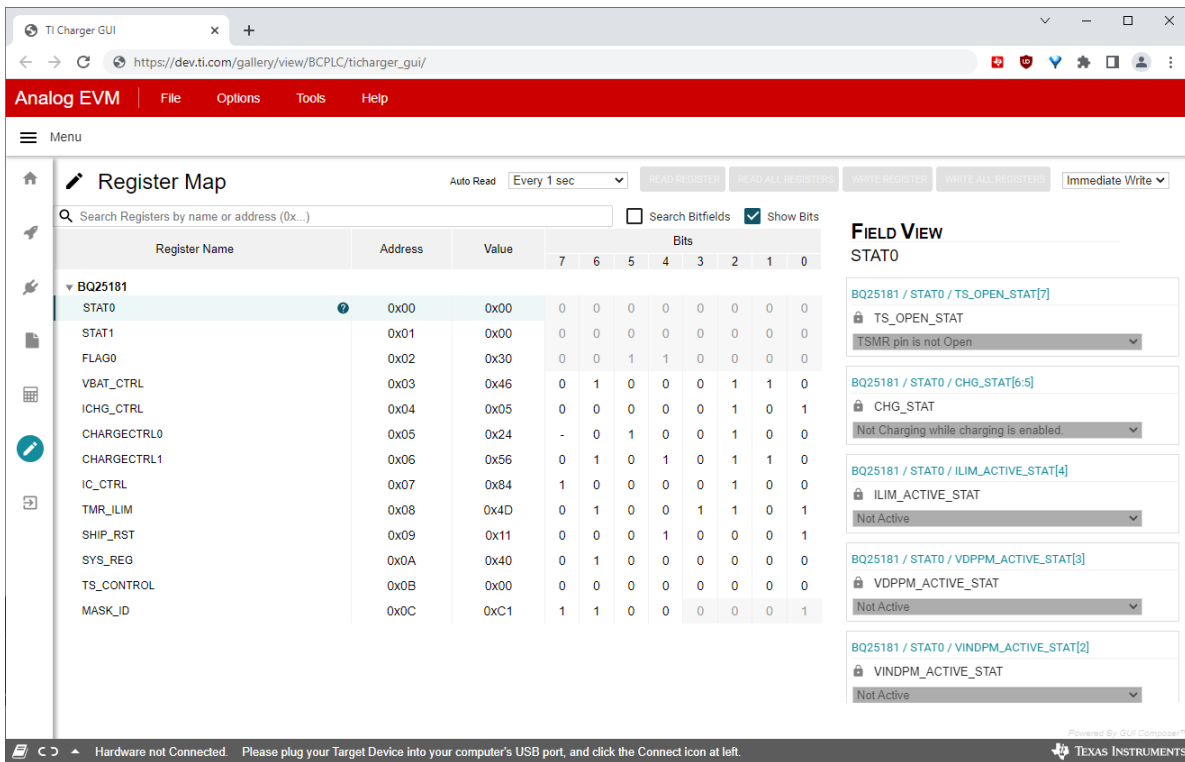 TI Charger GUI
https://dev.ti.com/gallery/view/BCPLC/ticharger_gui/
Analog EVM File Options Tools Help
Menu
Register Map Auto Read Every 1 sec READ REGISTER READ ALL REGISTERS WRITE REGISTER WRITE ALL REGISTERS Immediate Write
Search Registers by name or address (0x...) Search Bitfields Show Bits
Register Name Address Value Bits
7 6 5 4 3 2 1 0
BQ25181
STAT0 0x00 0x00 0 0 0 0 0 0 0 0
STAT1 0x01 0x00 0 0 0 0 0 0 0 0
FLAG0 0x02 0x30 0 0 1 1 0 0 0 0
VBAT_CTRL 0x03 0x46 0 1 0 0 0 1 1 0
ICHG_CTRL 0x04 0x05 0 0 0 0 0 1 0 1
CHARGECTRL0 0x05 0x24 - 0 1 0 0 1 0 0
CHARGECTRL1 0x06 0x56 0 1 0 1 0 1 1 0
IC_CTRL 0x07 0x84 1 0 0 0 0 1 0 0
TMR_ILIM 0x08 0x4D 0 1 0 0 1 1 0 1
SHIP_RST 0x09 0x11 0 0 0 1 0 0 0 1
SYS_REG 0x0A 0x40 0 1 0 0 0 0 0 0
TS_CONTROL 0x0B 0x00 0 0 0 0 0 0 0 0
MASK_ID 0x0C 0xC1 1 1 0 0 0 0 0 1
FIELD VIEW
STAT0
BQ25181 / STAT0 / TS_OPEN_STAT[7]
TS_OPEN_STAT
TSMR pin is not Open
BQ25181 / STAT0 / CHG_STAT[6:5]
CHG_STAT
Not Charging while charging is enabled.
BQ25181 / STAT0 / ILIM_ACTIVE_STAT[4]
ILIM_ACTIVE_STAT
Not Active
BQ25181 / STAT0 / VDPPM_ACTIVE_STAT[3]
VDPPM_ACTIVE_STAT
Not Active
BQ25181 / STAT0 / VINDPM_ACTIVE_STAT[2]
VINDPM_ACTIVE_STAT
Not Active
Powered By GUI Composer™
Hardware not Connected. Please plug your Target Device into your computer's USB port, and click the Connect icon at left. TEXAS INSTRUMENTS